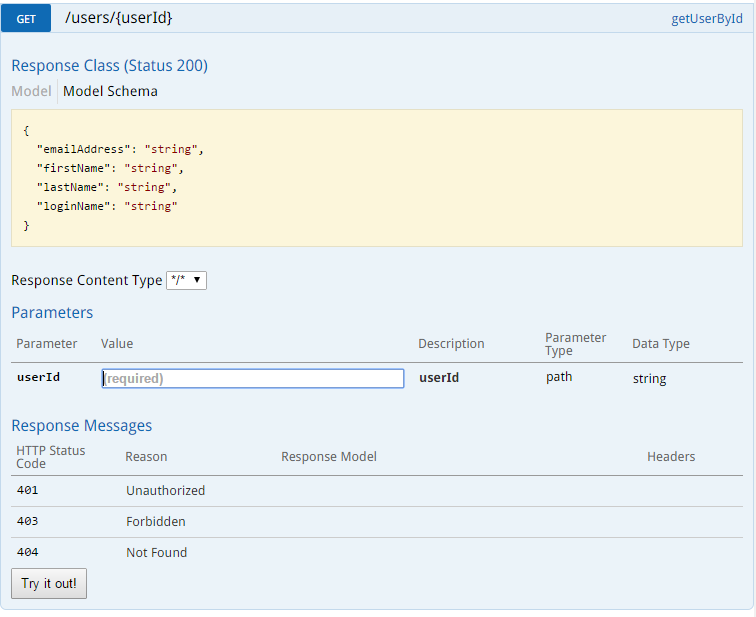 GET /users/{userId} getUserById
Response Class (Status 200)
Model Model Schema
{
"emailAddress": "string",
"firstName": "string",
"lastName": "string",
"loginName": "string"
}
Response Content Type */*
Parameters
Parameter Value Description Parameter Type Data Type
userId (required) userId path string
Response Messages
HTTP Status Code Reason Response Model Headers
401 Unauthorized
403 Forbidden
404 Not Found
Try it out!